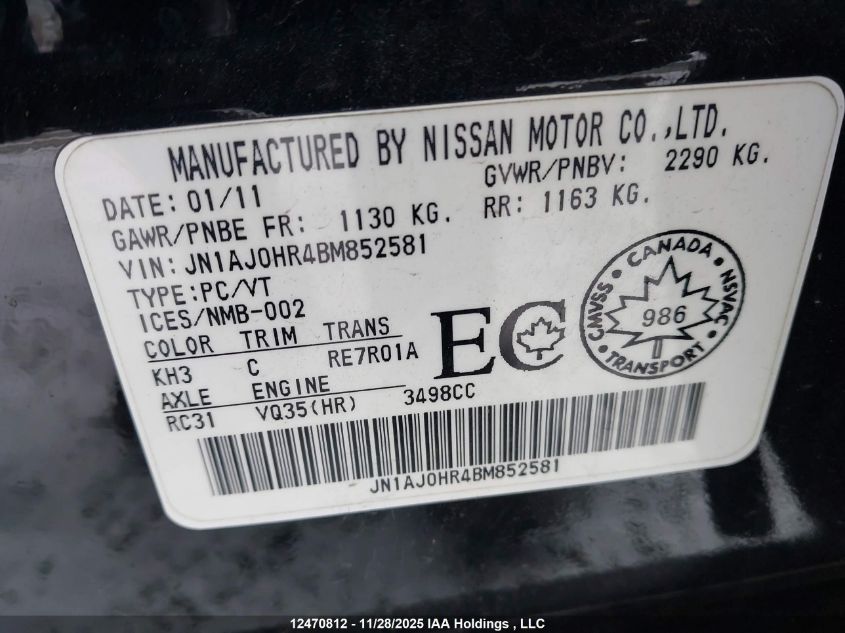 MANUFACTURED BY NISSAN MOTOR CO.,LTD.
DATE: 01/11 GVWR/PNBV: 2290 KG.
GAWR/PNBE FR: 1130 KG. RR: 1163 KG.
VIN: JN1AJ0HR4BM852581
TYPE:PC/VT
ICES/NMB-002
COLOR TRIM TRANS
KH3 C RE7R01A
AXLE ENGINE
RC31 VQ35(HR) 3498CC
EC
CANADA
CMVSS NSVAC
986
TRANSPORT
JN1AJ0HR4BM852581
12470812 - 11/28/2025 IAA Holdings , LLC